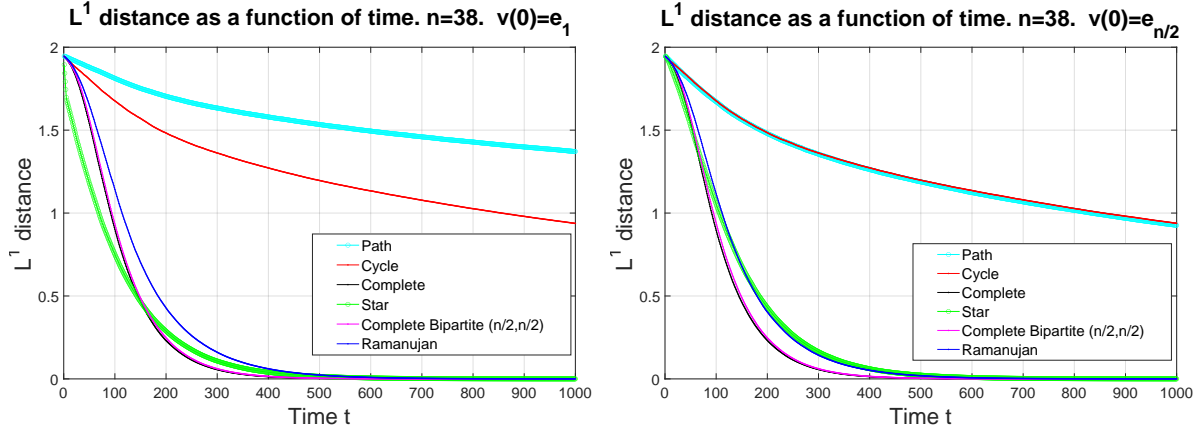 L¹ distance as a function of time. n=38. v(0)=e₁
L¹ distance
2
1.5
1
0.5
0
Path
Cycle
Complete
Star
Complete Bipartite (n/2,n/2)
Ramanujan
0 100 200 300 400 500 600 700 800 900 1000
Time t
L¹ distance as a function of time. n=38. v(0)=e_{n/2}
L¹ distance
2
1.5
1
0.5
0
Path
Cycle
Complete
Star
Complete Bipartite (n/2,n/2)
Ramanujan
0 100 200 300 400 500 600 700 800 900 1000
Time t